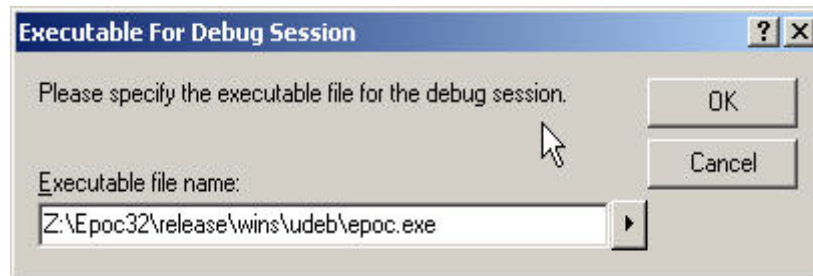 Executable For Debug Session
Please specify the executable file for the debug session.
OK
Cancel
Executable file name:
Z:\Epoc32\release\wins\udeb\epoc.exe